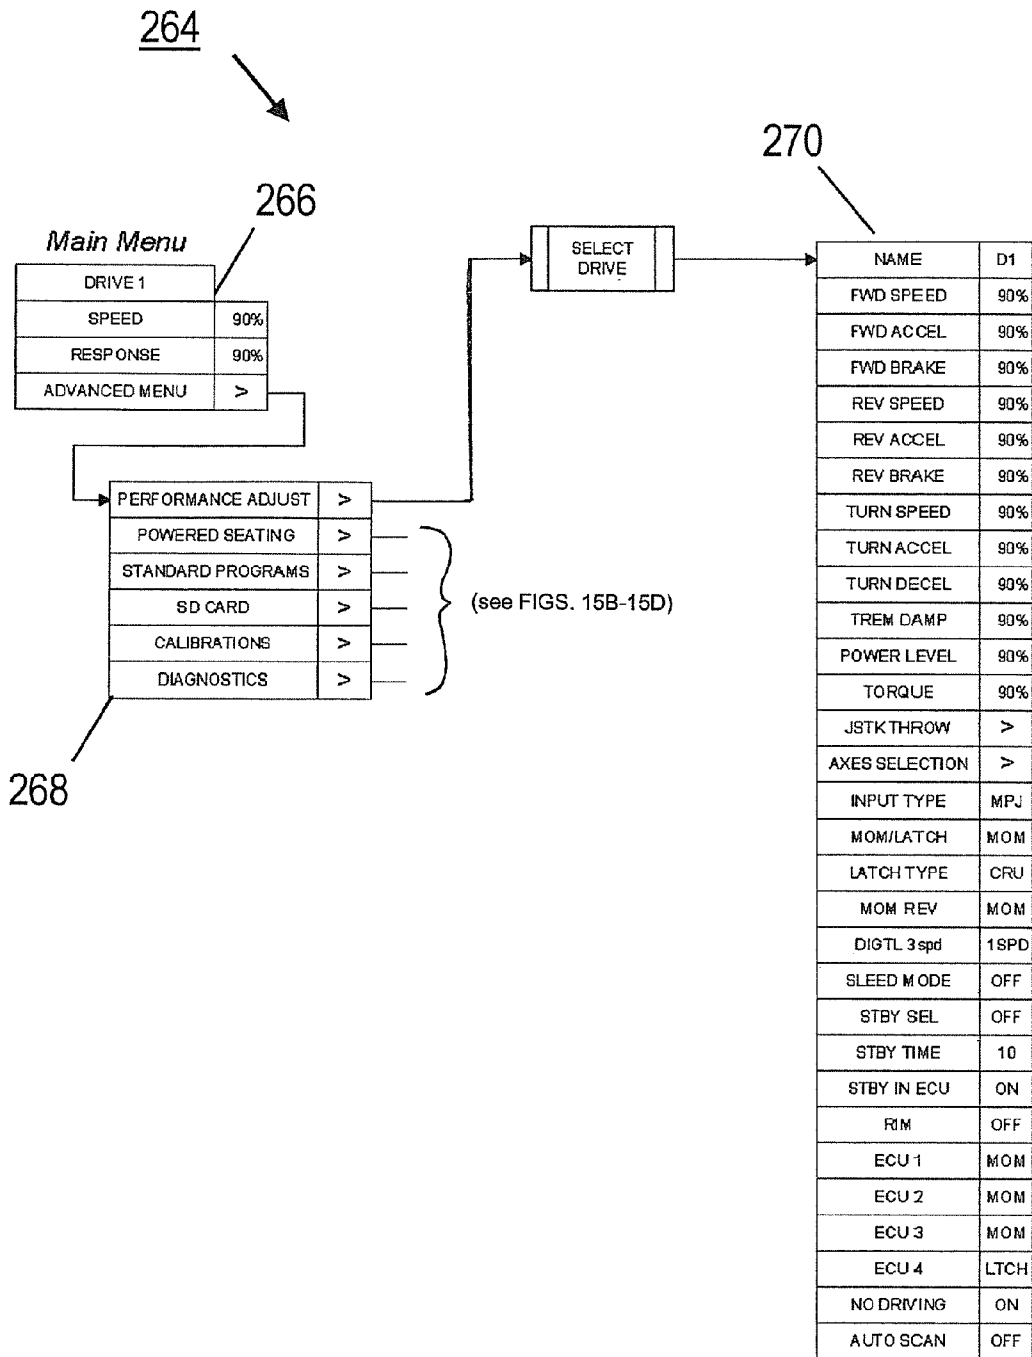 264
266
Main Menu
DRIVE 1
SPEED 90%
RESPONSE 90%
ADVANCED MENU >
PERFORMANCE ADJUST >
POWERED SEATING >
STANDARD PROGRAMS >
SD CARD >
CALIBRATIONS >
DIAGNOSTICS >
(see FIGS. 15B-15D)
268
SELECT
DRIVE
270
NAME D1
FWD SPEED 90%
FWD ACCEL 90%
FWD BRAKE 90%
REV SPEED 90%
REV ACCEL 90%
REV BRAKE 90%
TURN SPEED 90%
TURN ACCEL 90%
TURN DECEL 90%
TREM DAMP 90%
POWER LEVEL 90%
TORQUE 90%
JSTK THROW >
AXES SELECTION >
INPUT TYPE MPJ
MOM/LATCH MOM
LATCH TYPE CRU
MOM REV MOM
DIGTL 3spd 1SPD
SLEED MODE OFF
STBY SEL OFF
STBY TIME 10
STBY IN ECU ON
RIM OFF
ECU 1 MOM
ECU 2 MOM
ECU 3 MOM
ECU 4 LTCH
NO DRIVING ON
AUTO SCAN OFF